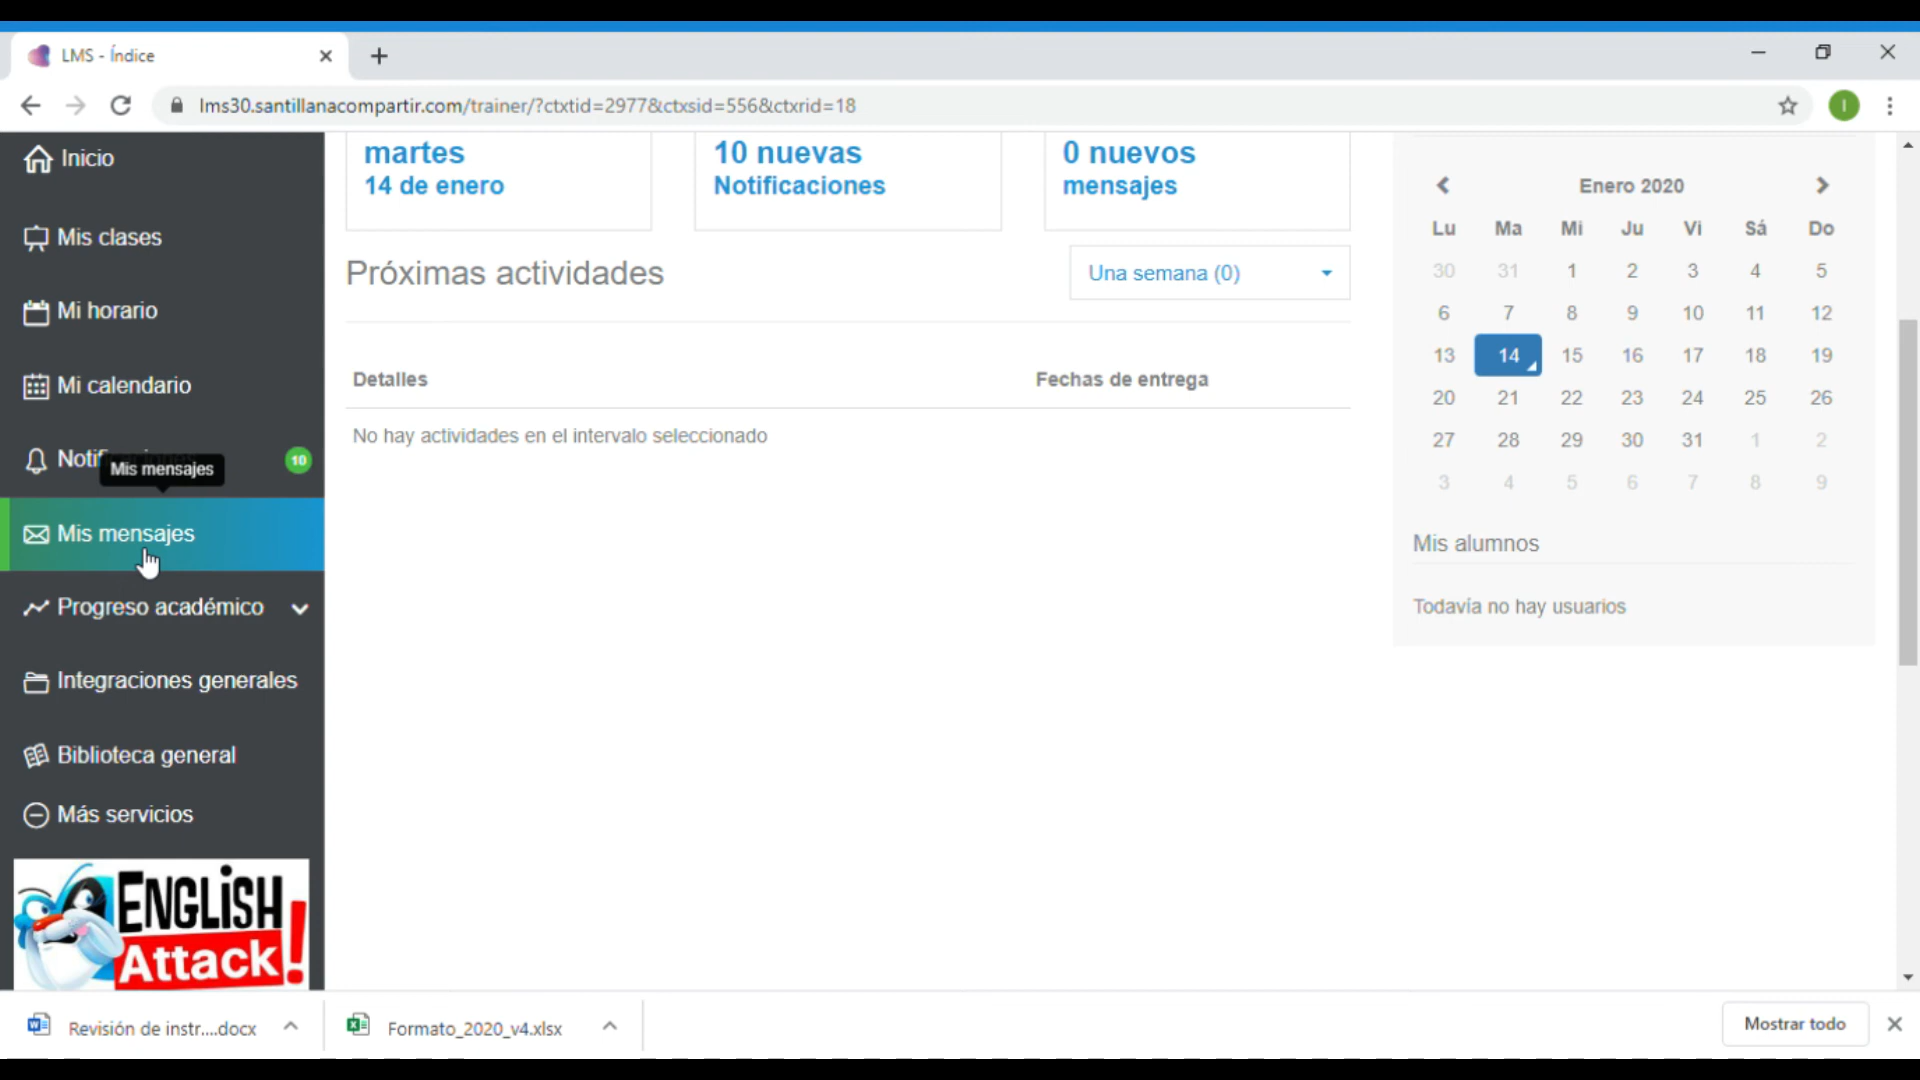 LMS - Índice
lms30.santillanacompartir.com/trainer/?ctxtid=2977&ctxsid=556&ctxrid=18
Inicio
Mis clases
Mi horario
Mi calendario
10
Mis mensajes
Mis mensajes
Progreso académico
Integraciones generales
Biblioteca general
Más servicios
ENGLiSH
Attack!
martes
14 de enero
10 nuevas
Notificaciones
0 nuevos
mensajes
Próximas actividades
Una semana (0)
Detalles Fechas de entrega
No hay actividades en el intervalo seleccionado
Enero 2020
Lu Ma Mi Ju Vi Sá Do
30 31 1 2 3 4 5
6 7 8 9 10 11 12
13 14 15 16 17 18 19
20 21 22 23 24 25 26
27 28 29 30 31 1 2
3 4 5 6 7 8 9
Mis alumnos
Todavía no hay usuarios
Revisión de instr....docx
Formato_2020_v4.xlsx
Mostrar todo
I